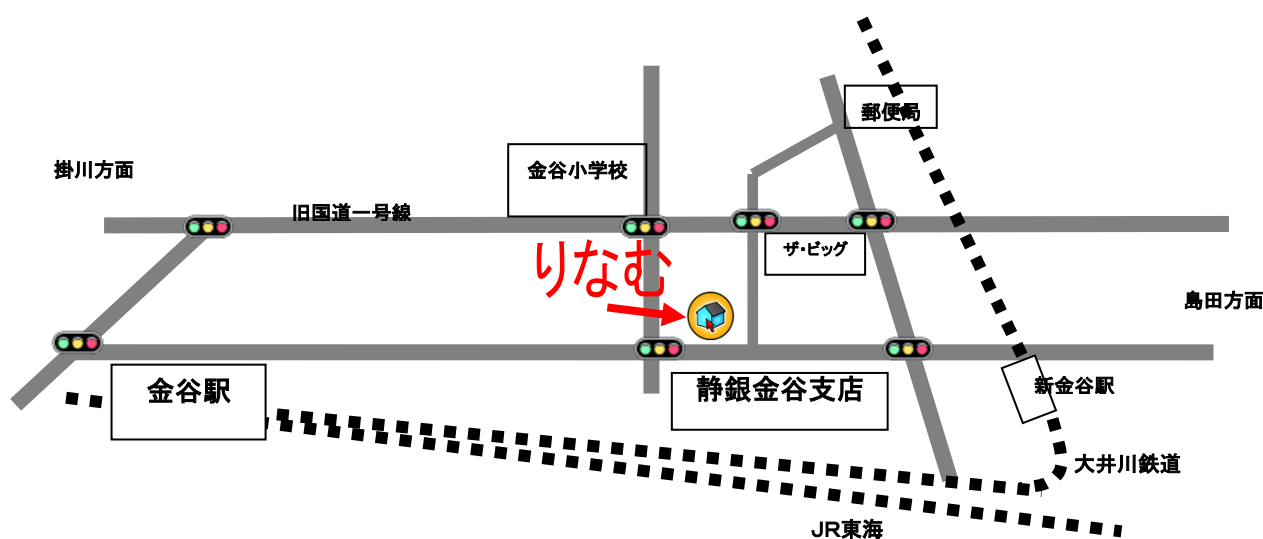 郵便局
掛川方面
金谷小学校
旧国道一号線
ザ・ビッグ
りなむ
島田方面
金谷駅
静銀金谷支店
新金谷駅
大井川鉄道
JR東海